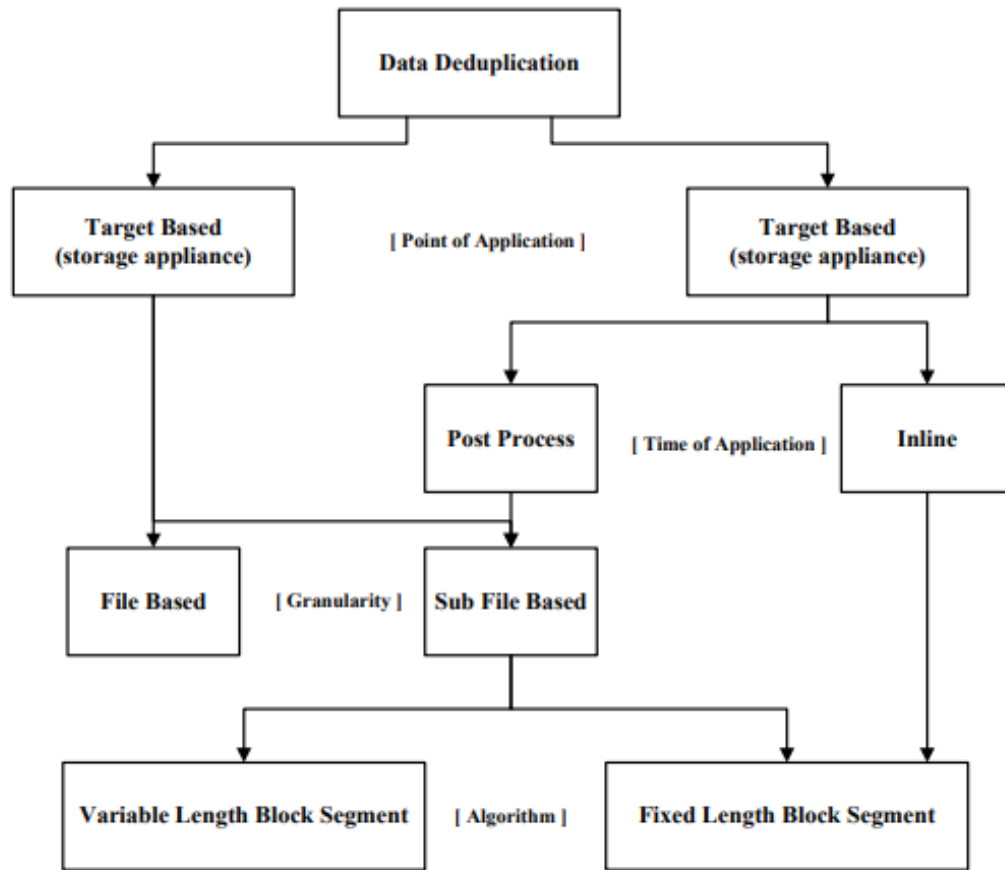 Data Deduplication
Target Based
(storage appliance)
[ Point of Application ]
Target Based
(storage appliance)
Post Process
[ Time of Application ]
Inline
File Based
[ Granularity ]
Sub File Based
Variable Length Block Segment
[ Algorithm ]
Fixed Length Block Segment